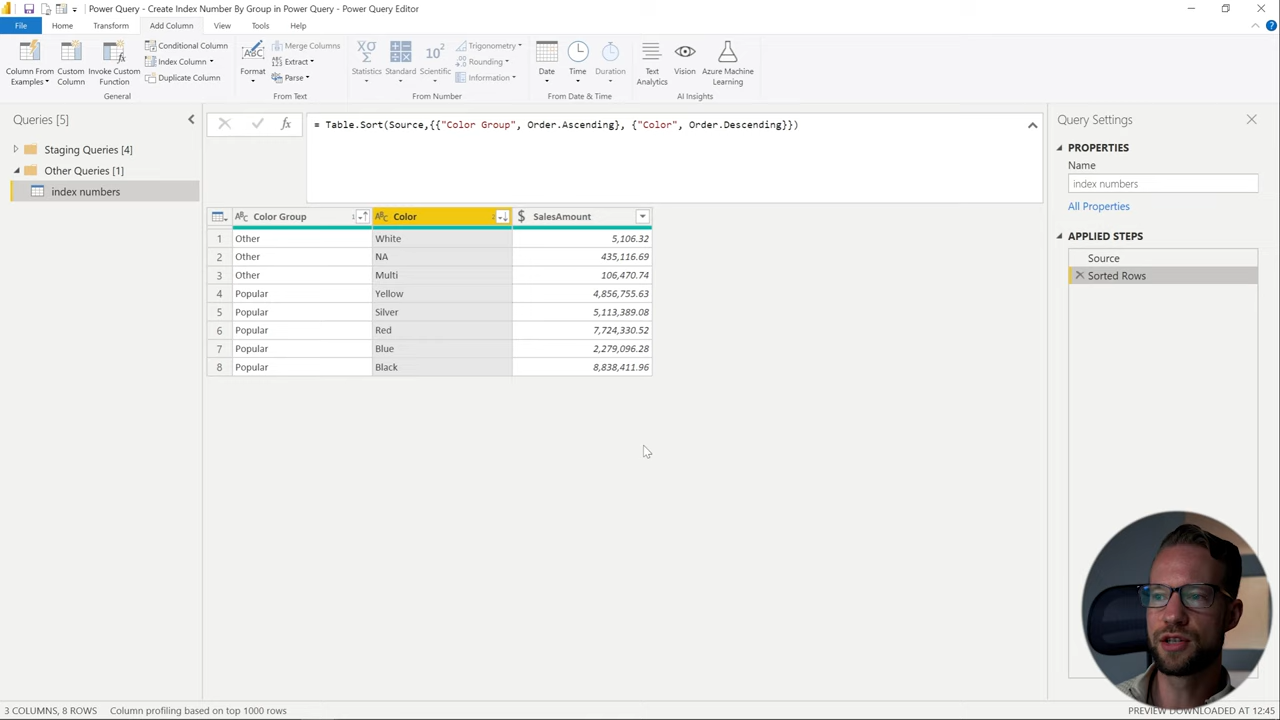 Power Query - Create Index Number By Group in Power Query - Power Query Editor
File Home Transform Add Column View Tools Help
Column From Examples
Custom Column
Invoke Custom Function
Conditional Column
Index Column
Duplicate Column
General
Format
Merge Columns
Extract
Parse
From Text
Statistics
Standard
Scientific
Trigonometry
Rounding
Information
From Number
Date
Time
Duration
From Date & Time
Text Analytics
Vision
Azure Machine Learning
AI Insights
Queries [5]
Staging Queries [4]
Other Queries [1]
index numbers
= Table.Sort(Source,{{"Color Group", Order.Ascending}, {"Color", Order.Descending}})
Color Group Color SalesAmount
1 Other White 5,106.32
2 Other NA 435,116.69
3 Other Multi 106,470.74
4 Popular Yellow 4,856,755.63
5 Popular Silver 5,113,389.08
6 Popular Red 7,724,330.52
7 Popular Blue 2,279,096.28
8 Popular Black 8,838,411.96
Query Settings
PROPERTIES
Name
index numbers
All Properties
APPLIED STEPS
Source
Sorted Rows
3 COLUMNS, 8 ROWS Column profiling based on top 1000 rows
PREVIEW DOWNLOADED AT 12:45